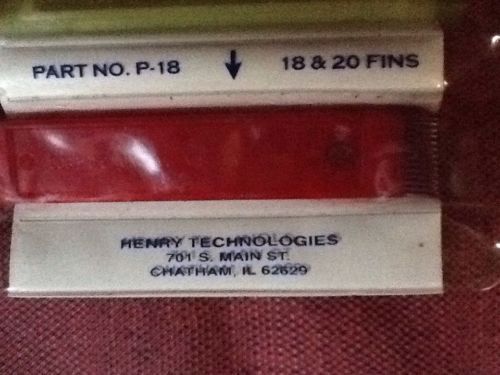 PART NO. P-18 ↓ 18 & 20 FINS
HENRY TECHNOLOGIES
701 S. MAIN ST.
CHATHAM, IL 62629